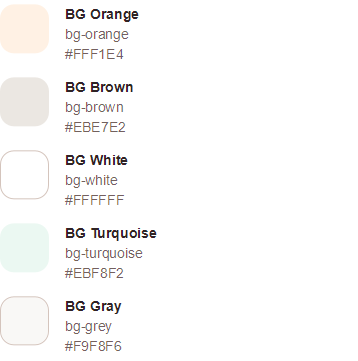 BG Orange
bg-orange
#FFF1E4
BG Brown
bg-brown
#EBE7E2
BG White
bg-white
#FFFFFF
BG Turquoise
bg-turquoise
#EBF8F2
BG Gray
bg-grey
#F9F8F6